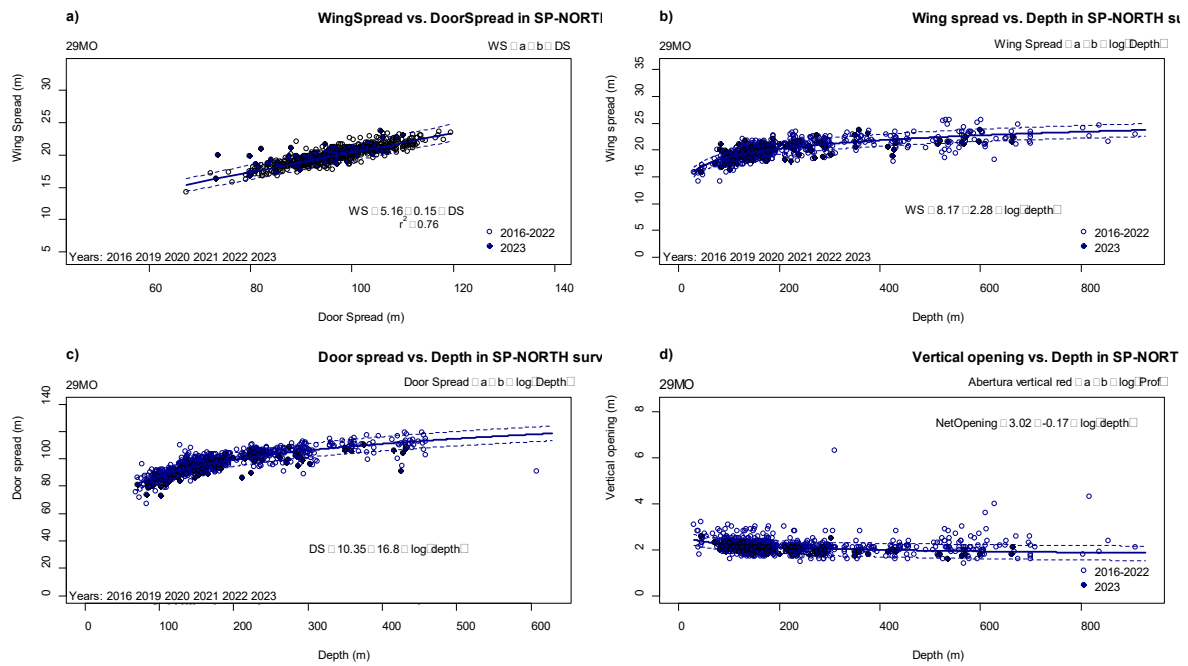 a) WingSpread vs. DoorSpread in SP-NORTH
29MO
WS □ a □ b □ DS
Wing Spread (m)
5 10 15 20 25 30
WS □ 5.16 □ 0.15 □ DS
r² □ 0.76
2016-2022
2023
Years: 2016 2019 2020 2021 2022 2023
60 80 100 120 140
Door Spread (m)
b) Wing spread vs. Depth in SP-NORTH su
29MO
Wing Spread □ a □ b □ log□Depth□
Wing spread (m)
0 5 10 15 20 25 30 35
WS □ 8.17 □ 2.28 □ log□depth□
2016-2022
2023
Years: 2016 2019 2020 2021 2022 2023
0 200 400 600 800
Depth (m)
c) Door spread vs. Depth in SP-NORTH surv
29MO
Door Spread □ a □ b □ log□Depth□
Door spread (m)
0 20 40 60 80 100 140
DS □ 10.35 □ 16.8 □ log□depth□
Years: 2016 2019 2020 2021 2022 2023
0 100 200 300 400 500 600
Depth (m)
d) Vertical opening vs. Depth in SP-NORT
29MO
Abertura vertical red □ a □ b □ log□Prof□
Vertical opening (m)
0 2 4 6 8
NetOpening □ 3.02 □ -0.17 □ log□depth□
2016-2022
2023
0 200 400 600 800
Depth (m)